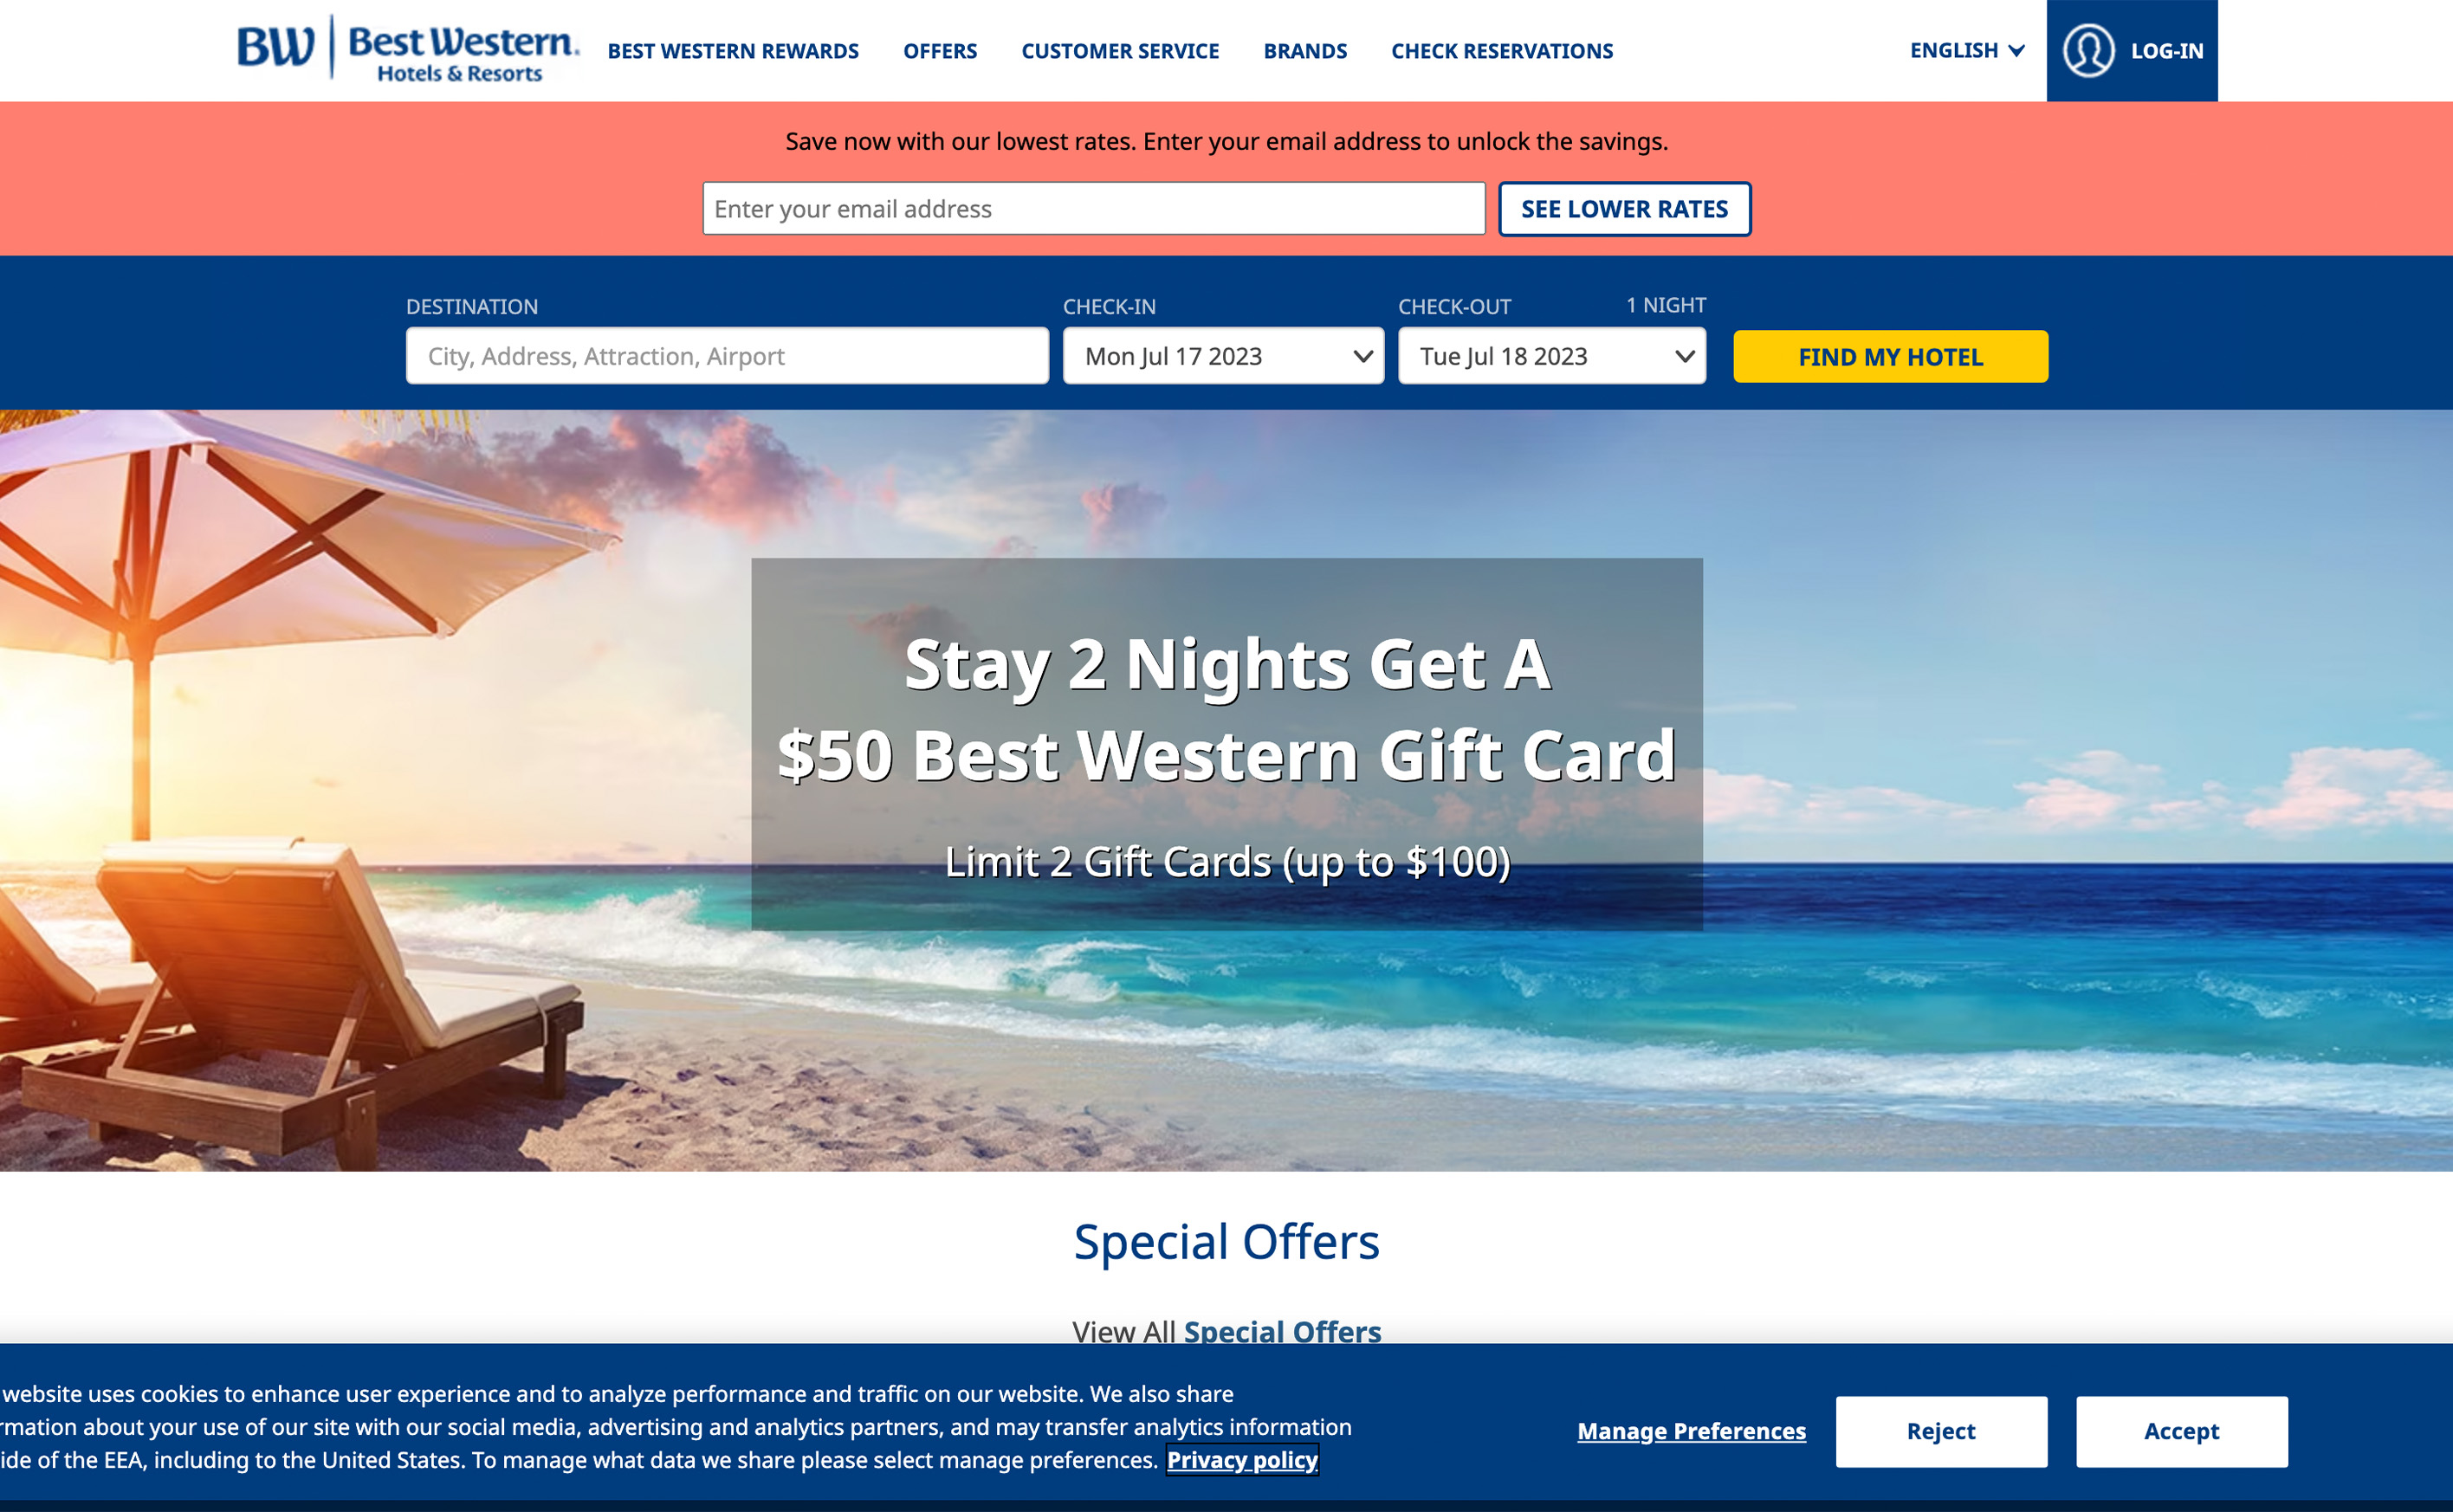 BW Best Western.
Hotels & Resorts
BEST WESTERN REWARDS
OFFERS
CUSTOMER SERVICE
BRANDS
CHECK RESERVATIONS
ENGLISH
LOG-IN
Save now with our lowest rates. Enter your email address to unlock the savings.
Enter your email address
SEE LOWER RATES
DESTINATION
City, Address, Attraction, Airport
CHECK-IN
Mon Jul 17 2023
CHECK-OUT
1 NIGHT
Tue Jul 18 2023
FIND MY HOTEL
Stay 2 Nights Get A
$50 Best Western Gift Card
Limit 2 Gift Cards (up to $100)
Special Offers
View All Special Offers
website uses cookies to enhance user experience and to analyze performance and traffic on our website. We also share
rmation about your use of our site with our social media, advertising and analytics partners, and may transfer analytics information
ide of the EEA, including to the United States. To manage what data we share please select manage preferences. Privacy policy
Manage Preferences
Reject
Accept